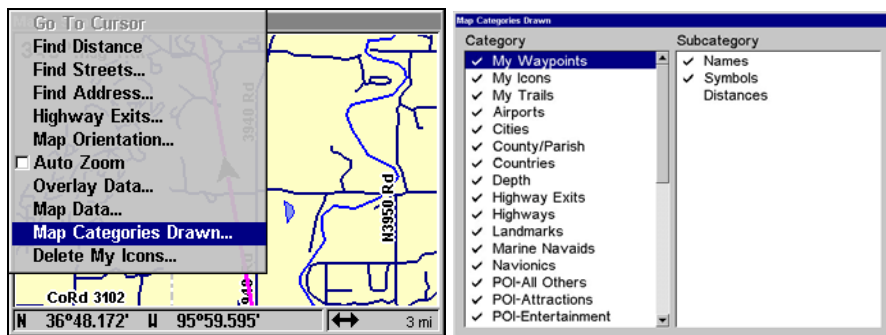 Go To Cursor
Find Distance
Find Streets...
Find Address...
Highway Exits...
Map Orientation...
Auto Zoom
Overlay Data...
Map Data...
Map Categories Drawn...
Delete My Icons...
3940 Rd
N3950 Rd
CoRd 3102
N 36°48.172' W 95°59.595' 3 mi
Map Categories Drawn
Category
My Waypoints
My Icons
My Trails
Airports
Cities
County/Parish
Countries
Depth
Highway Exits
Highways
Landmarks
Marine Navaids
Navionics
POI-All Others
POI-Attractions
POI-Entertainment
Subcategory
Names
Symbols
Distances